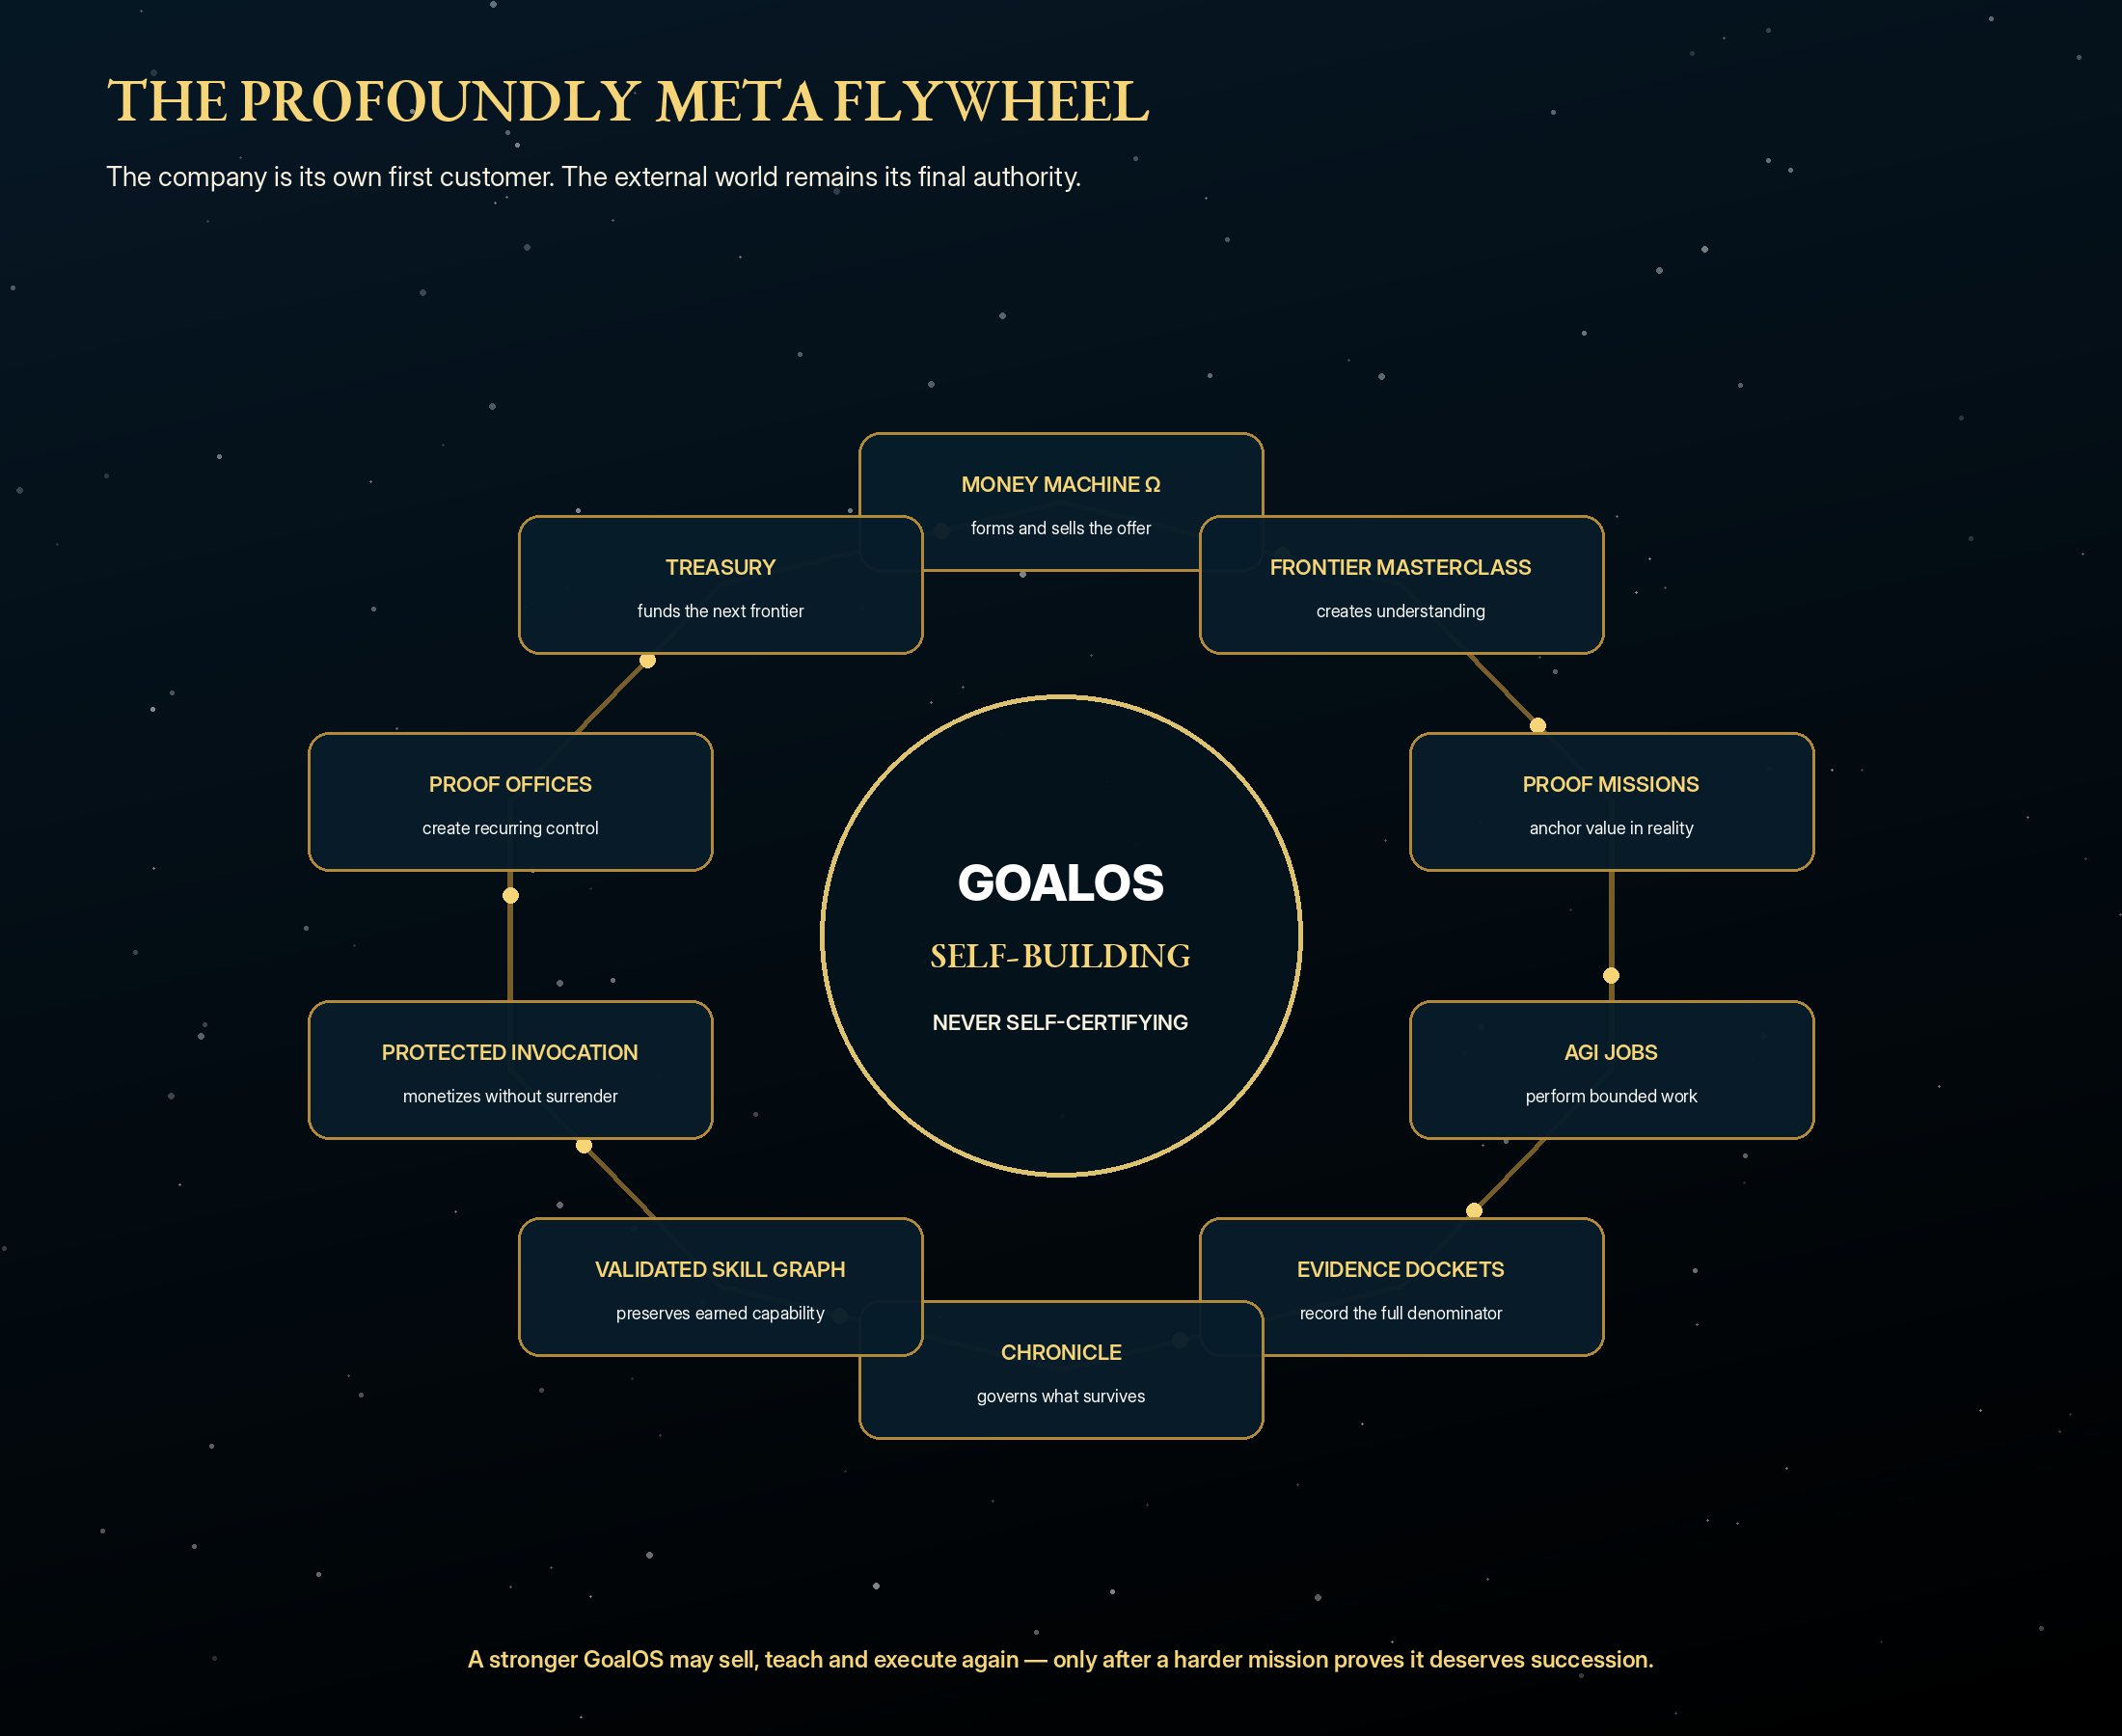 THE PROFOUNDLY META FLYWHEEL
The company is its own first customer. The external world remains its final authority.
MONEY MACHINE Ω
forms and sells the offer
TREASURY
funds the next frontier
FRONTIER MASTERCLASS
creates understanding
PROOF OFFICES
create recurring control
PROOF MISSIONS
anchor value in reality
GOALOS
SELF-BUILDING
NEVER SELF-CERTIFYING
PROTECTED INVOCATION
monetizes without surrender
AGI JOBS
perform bounded work
VALIDATED SKILL GRAPH
preserves earned capability
EVIDENCE DOCKETS
record the full denominator
CHRONICLE
governs what survives
A stronger GoalOS may sell, teach and execute again — only after a harder mission proves it deserves succession.